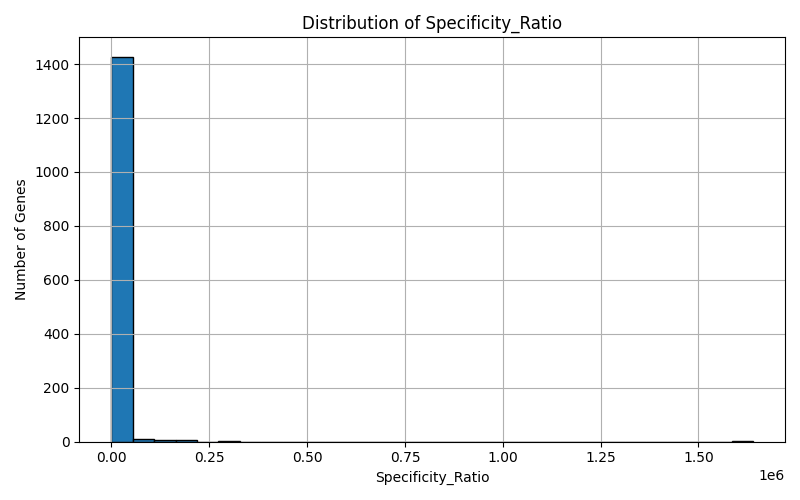 Distribution of Specificity_Ratio
Number of Genes
1400
1200
1000
800
600
400
200
0
0.00 0.25 0.50 0.75 1.00 1.25 1.50
1e6
Specificity_Ratio